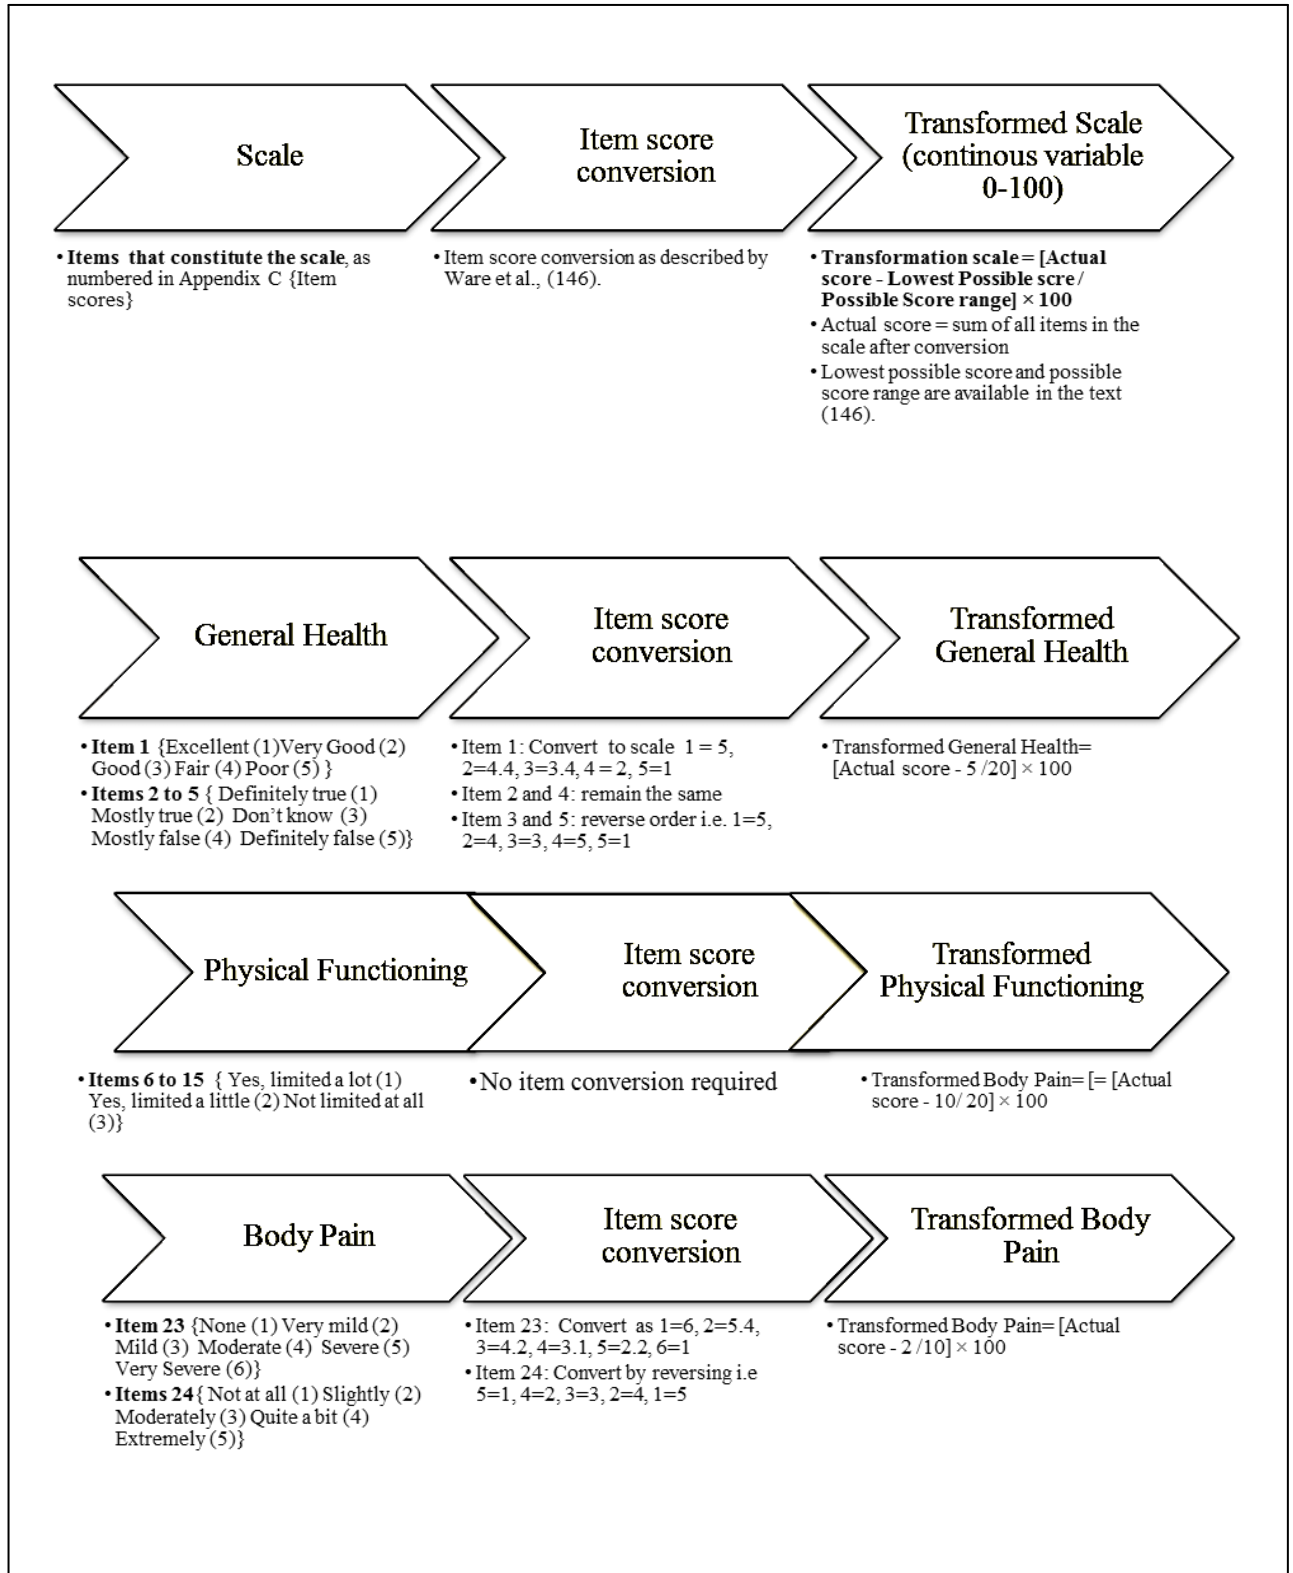 Scale
Item score
conversion
Transformed Scale
(continous variable
0-100)
• Items that constitute the scale, as
numbered in Appendix C {Item
scores}
• Item score conversion as described by
Ware et al., (146).
• Transformation scale = [Actual
score - Lowest Possible scre /
Possible Score range] × 100
• Actual score = sum of all items in the
scale after conversion
• Lowest possible score and possible
score range are available in the text
(146).
General Health
Item score
conversion
Transformed
General Health
• Item 1 {Excellent (1)Very Good (2)
Good (3) Fair (4) Poor (5) }
• Items 2 to 5 { Definitely true (1)
Mostly true (2) Don't know (3)
Mostly false (4) Definitely false (5)}
• Item 1: Convert to scale 1 = 5,
2=4.4, 3=3.4, 4 = 2, 5=1
• Item 2 and 4: remain the same
• Item 3 and 5: reverse order i.e. 1=5,
2=4, 3=3, 4=5, 5=1
• Transformed General Health=
[Actual score - 5 /20] × 100
Physical Functioning
Item score
conversion
Transformed
Physical Functioning
• Items 6 to 15 { Yes, limited a lot (1)
Yes, limited a little (2) Not limited at all
(3)}
• No item conversion required
• Transformed Body Pain= [= [Actual
score - 10/ 20] × 100
Body Pain
Item score
conversion
Transformed Body
Pain
• Item 23 {None (1) Very mild (2)
Mild (3) Moderate (4) Severe (5)
Very Severe (6)}
• Items 24{ Not at all (1) Slightly (2)
Moderately (3) Quite a bit (4)
Extremely (5)}
• Item 23: Convert as 1=6, 2=5.4,
3=4.2, 4=3.1, 5=2.2, 6=1
• Item 24: Convert by reversing i.e
5=1, 4=2, 3=3, 2=4, 1=5
• Transformed Body Pain= [Actual
score - 2 /10] × 100